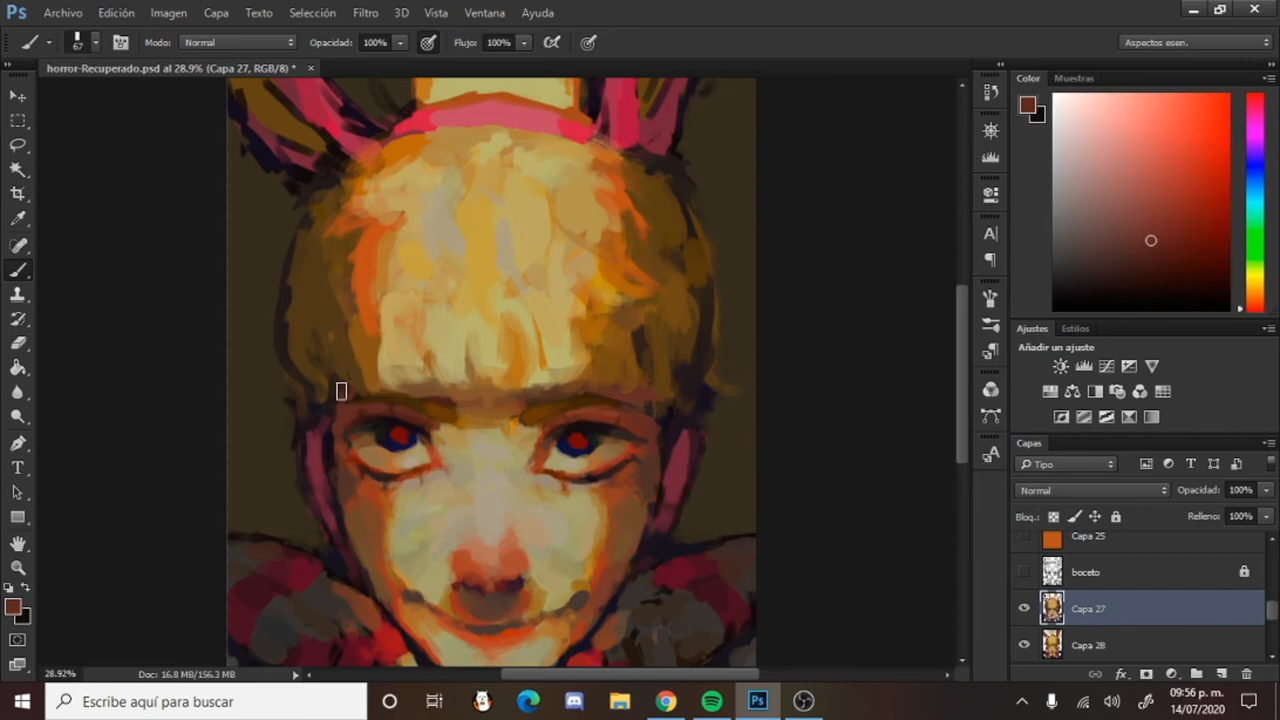 Ps Archivo Edición Imagen Capa Texto Selección Filtro 3D Vista Ventana Ayuda
67 Modo: Normal Opacidad: 100% Flujo: 100% Aspectos esen.
horror-Recuperado.psd al 28.9% (Capa 27, RGB/8) * ×
Color Muestras
Ajustes Estilos
Añadir un ajuste
Capas
Tipo
Normal Opacidad: 100%
Bloq.: Relleno: 100%
Capa 25
boceto
Capa 27
Capa 28
28.92% Doc: 16.8 MB/156.3 MB
Escribe aquí para buscar
Ps
09:56 p. m.
14/07/2020